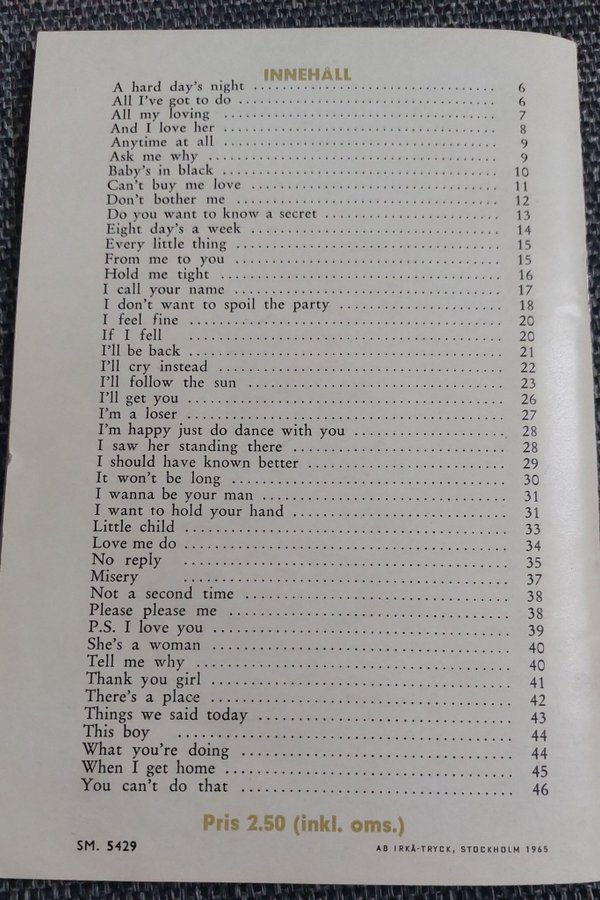 INNEHÅLL
A hard day's night .......... 6
All I've got to do .......... 6
All my loving .......... 7
And I love her .......... 8
Anytime at all .......... 9
Ask me why .......... 9
Baby's in black .......... 10
Can't buy me love .......... 11
Don't bother me .......... 12
Do you want to know a secret .......... 13
Eight day's a week .......... 14
Every little thing .......... 15
From me to you .......... 15
Hold me tight .......... 16
I call your name .......... 17
I don't want to spoil the party .......... 18
I feel fine .......... 20
If I fell .......... 20
I'll be back .......... 21
I'll cry instead .......... 22
I'll follow the sun .......... 23
I'll get you .......... 26
I'm a loser .......... 27
I'm happy just do dance with you .......... 28
I saw her standing there .......... 28
I should have known better .......... 29
It won't be long .......... 30
I wanna be your man .......... 31
I want to hold your hand .......... 31
Little child .......... 33
Love me do .......... 34
No reply .......... 35
Misery .......... 37
Not a second time .......... 38
Please please me .......... 38
P.S. I love you .......... 39
She's a woman .......... 40
Tell me why .......... 40
Thank you girl .......... 41
There's a place .......... 42
Things we said today .......... 43
This boy .......... 44
What you're doing .......... 44
When I get home .......... 45
You can't do that .......... 46
Pris 2.50 (inkl. oms.)
SM. 5429 AB IRKÅ-TRYCK, STOCKHOLM 1965